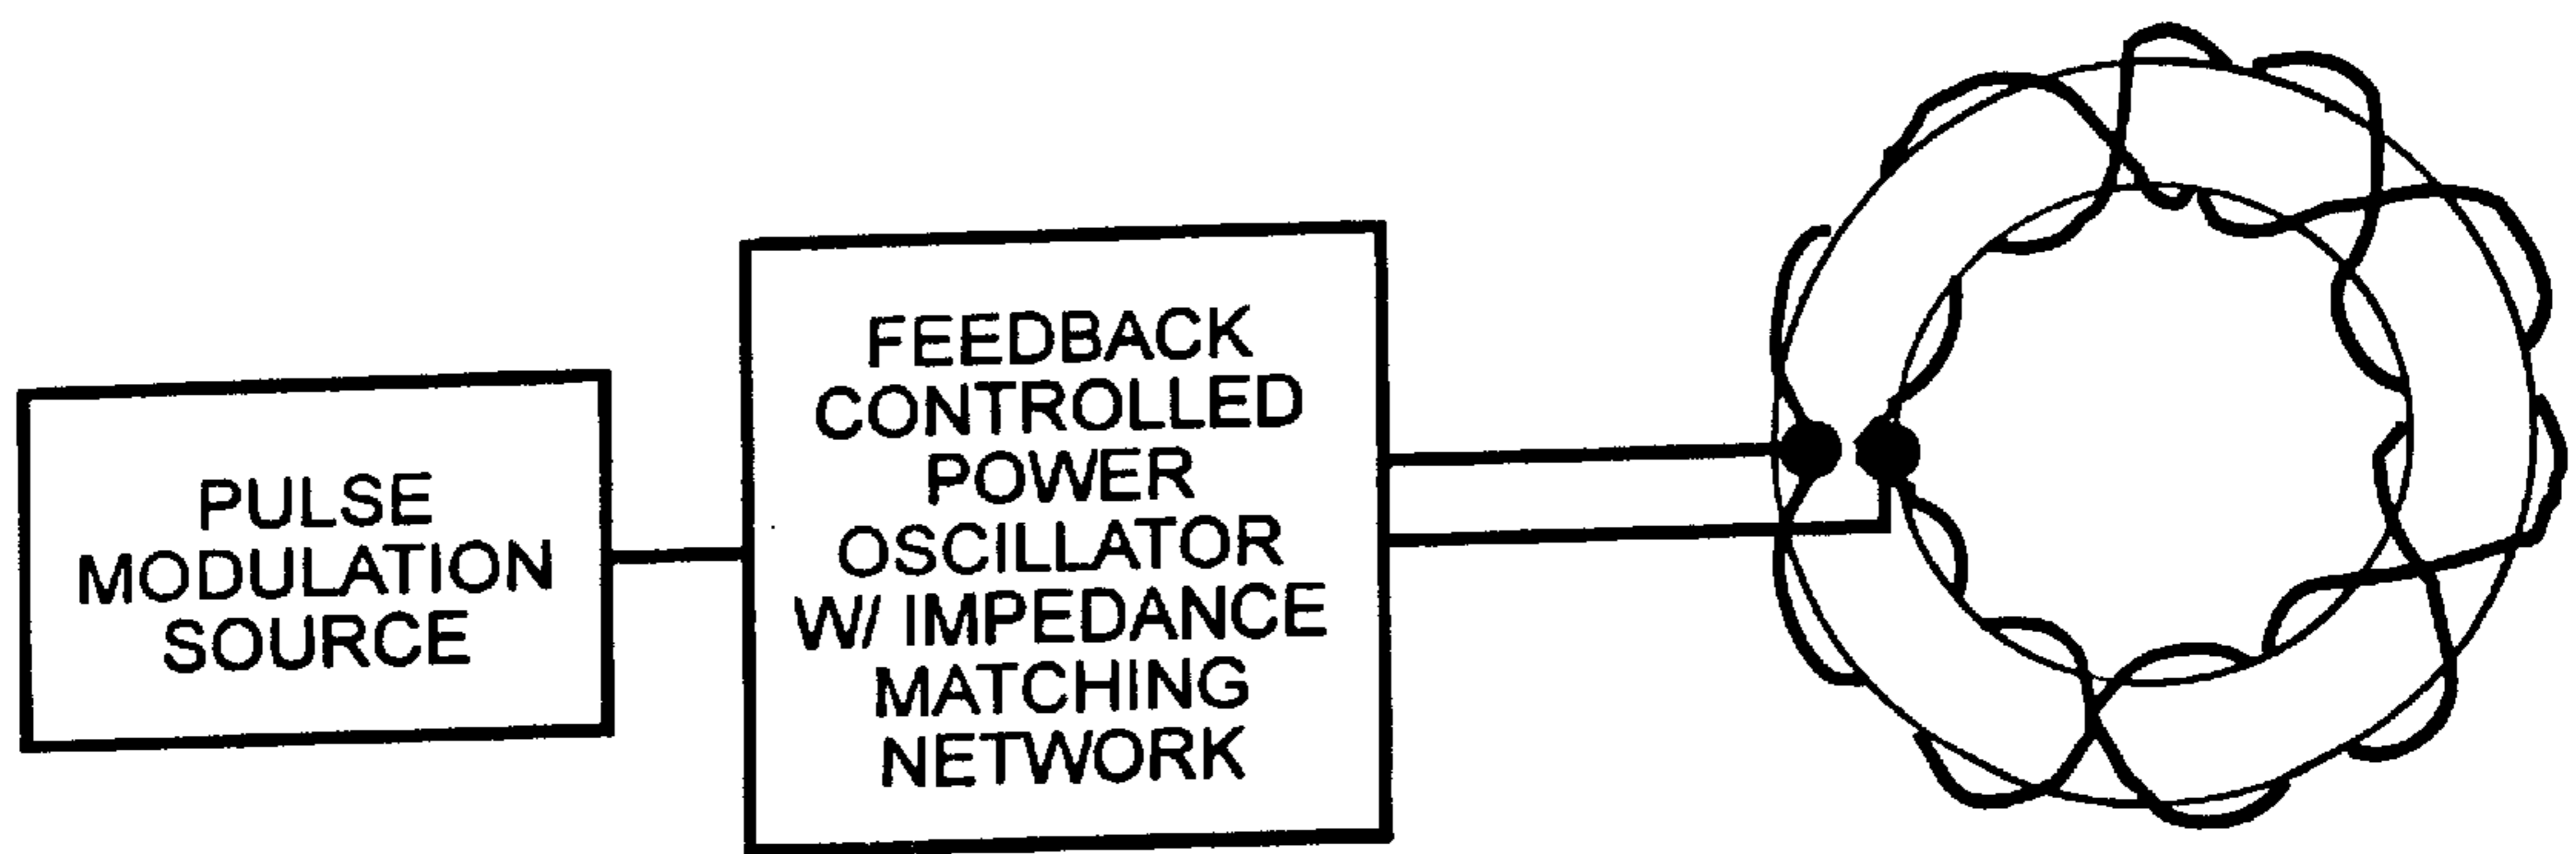 PULSE
MODULATION
SOURCE
FEEDBACK
CONTROLLED
POWER
OSCILLATOR
W/ IMPEDANCE
MATCHING
NETWORK